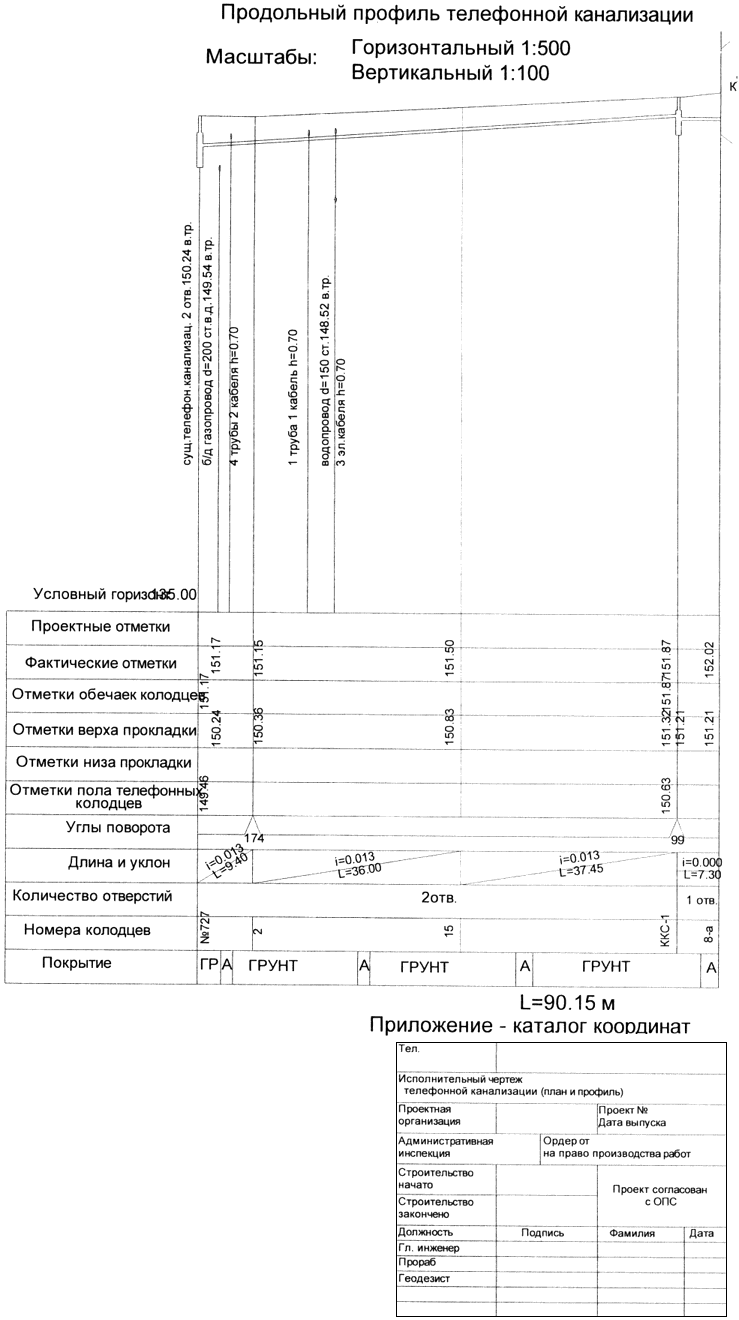 Продольный профиль телефонной канализации
Масштабы:
Горизонтальный 1:500
Вертикальный 1:100
К
сущ.телефон.канализац. 2 отв.150.24 в.тр.
б/д газопровод d=200 ст.в.д.149.54 в.тр.
4 трубы 2 кабеля h=0.70
1 труба 1 кабель h=0.70
водопровод d=150 ст.148.52 в.тр.
3 эл.кабеля h=0.70
Условный горизонт 135.00
Проектные отметки
Фактические отметки 151.17 151.15 151.50 151.87 152.02
Отметки обечаек колодцев 151.17 151.87
Отметки верха прокладки 150.24 150.36 150.83 151.32 151.21 151.21
Отметки низа прокладки
Отметки пола телефонных
колодцев 149.46 150.63
Углы поворота 174 99
Длина и уклон i=0.013 i=0.013 i=0.013 i=0.000
L=9.40 L=36.00 L=37.45 L=7.30
Количество отверстий 2отв. 1 отв.
Номера колодцев №727 2 15 ККС-1 8-а
Покрытие ГР А ГРУНТ А ГРУНТ А ГРУНТ А
L=90.15 м
Приложение - каталог координат
Тел.
Исполнительный чертеж
телефонной канализации (план и профиль)
Проектная
организация
Проект №
Дата выпуска
Административная
инспекция
Ордер от
на право производства работ
Строительство
начато
Проект согласован
с ОПС
Строительство
закончено
Должность Подпись Фамилия Дата
Гл. инженер
Прораб
Геодезист